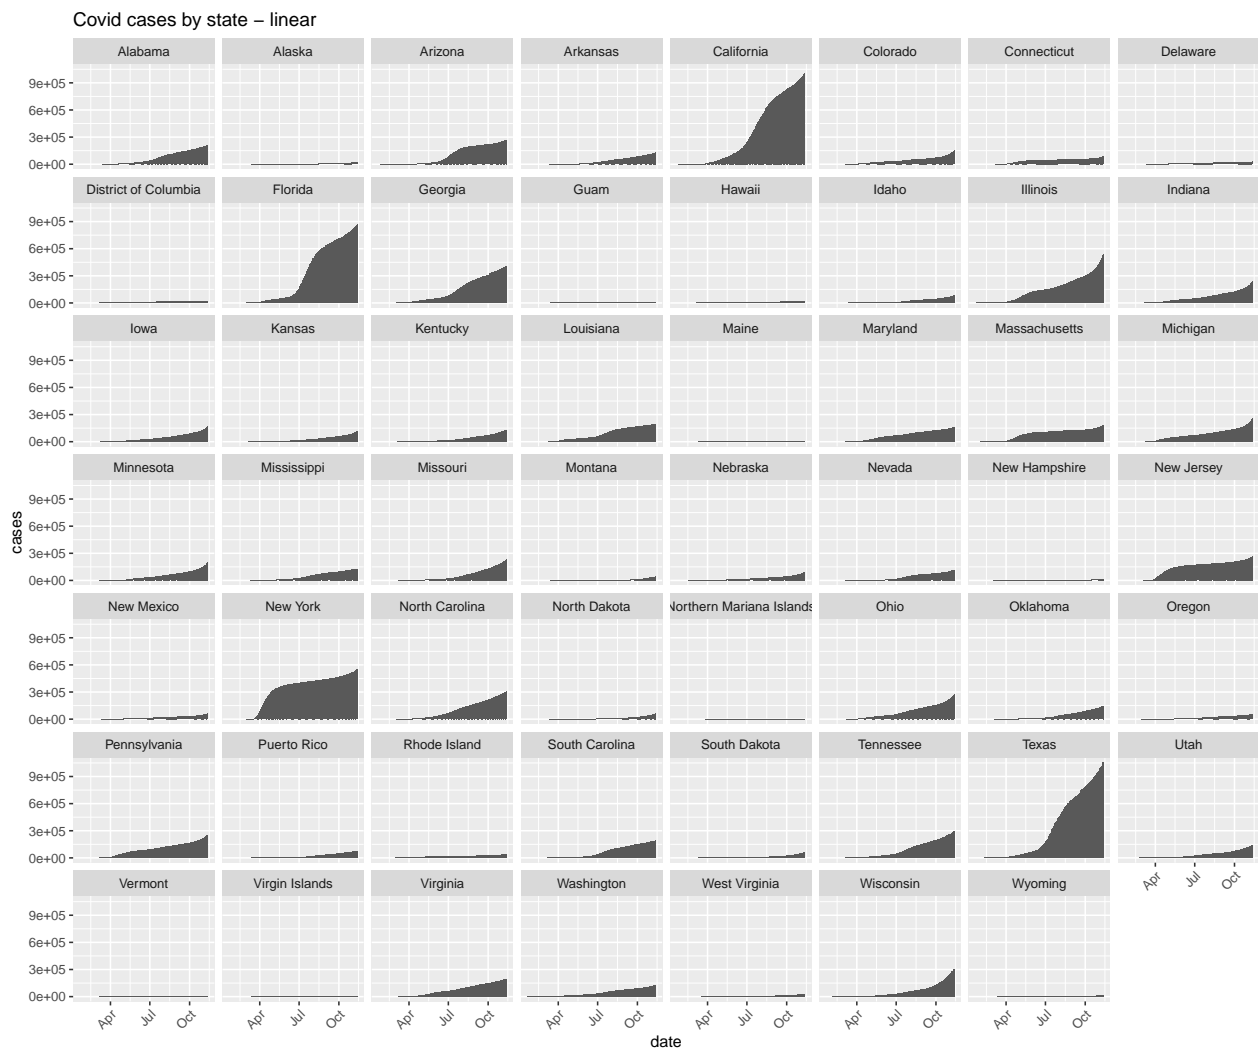 Covid cases by state – linear
Alabama Alaska Arizona Arkansas California Colorado Connecticut Delaware
9e+05
6e+05
3e+05
0e+00
District of Columbia Florida Georgia Guam Hawaii Idaho Illinois Indiana
9e+05
6e+05
3e+05
0e+00
Iowa Kansas Kentucky Louisiana Maine Maryland Massachusetts Michigan
9e+05
6e+05
3e+05
0e+00
Minnesota Mississippi Missouri Montana Nebraska Nevada New Hampshire New Jersey
9e+05
6e+05
3e+05
0e+00
cases
New Mexico New York North Carolina North Dakota Northern Mariana Islands Ohio Oklahoma Oregon
9e+05
6e+05
3e+05
0e+00
Pennsylvania Puerto Rico Rhode Island South Carolina South Dakota Tennessee Texas Utah
9e+05
6e+05
3e+05
0e+00
Apr Jul Oct
Vermont Virgin Islands Virginia Washington West Virginia Wisconsin Wyoming
9e+05
6e+05
3e+05
0e+00
Apr Jul Oct Apr Jul Oct Apr Jul Oct Apr Jul Oct Apr Jul Oct Apr Jul Oct Apr Jul Oct
date